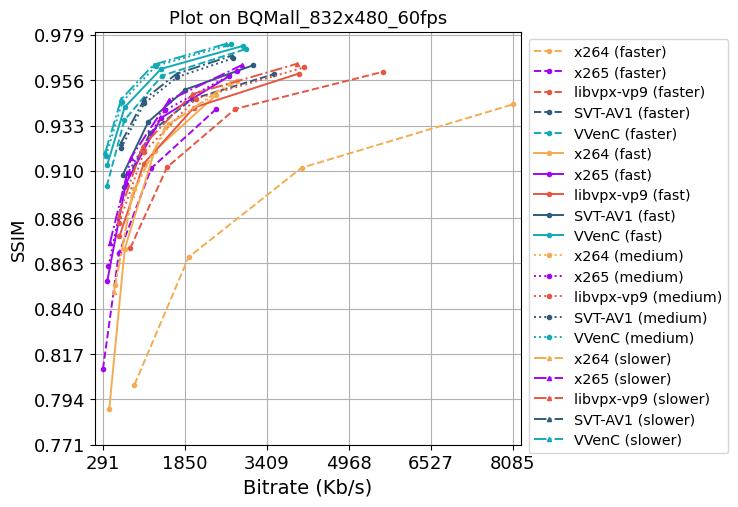 Plot on BQMall_832x480_60fps
SSIM
0.979
0.956
0.933
0.910
0.886
0.863
0.840
0.817
0.794
0.771
291 1850 3409 4968 6527 8085
Bitrate (Kb/s)
x264 (faster)
x265 (faster)
libvpx-vp9 (faster)
SVT-AV1 (faster)
VVenC (faster)
x264 (fast)
x265 (fast)
libvpx-vp9 (fast)
SVT-AV1 (fast)
VVenC (fast)
x264 (medium)
x265 (medium)
libvpx-vp9 (medium)
SVT-AV1 (medium)
VVenC (medium)
x264 (slower)
x265 (slower)
libvpx-vp9 (slower)
SVT-AV1 (slower)
VVenC (slower)